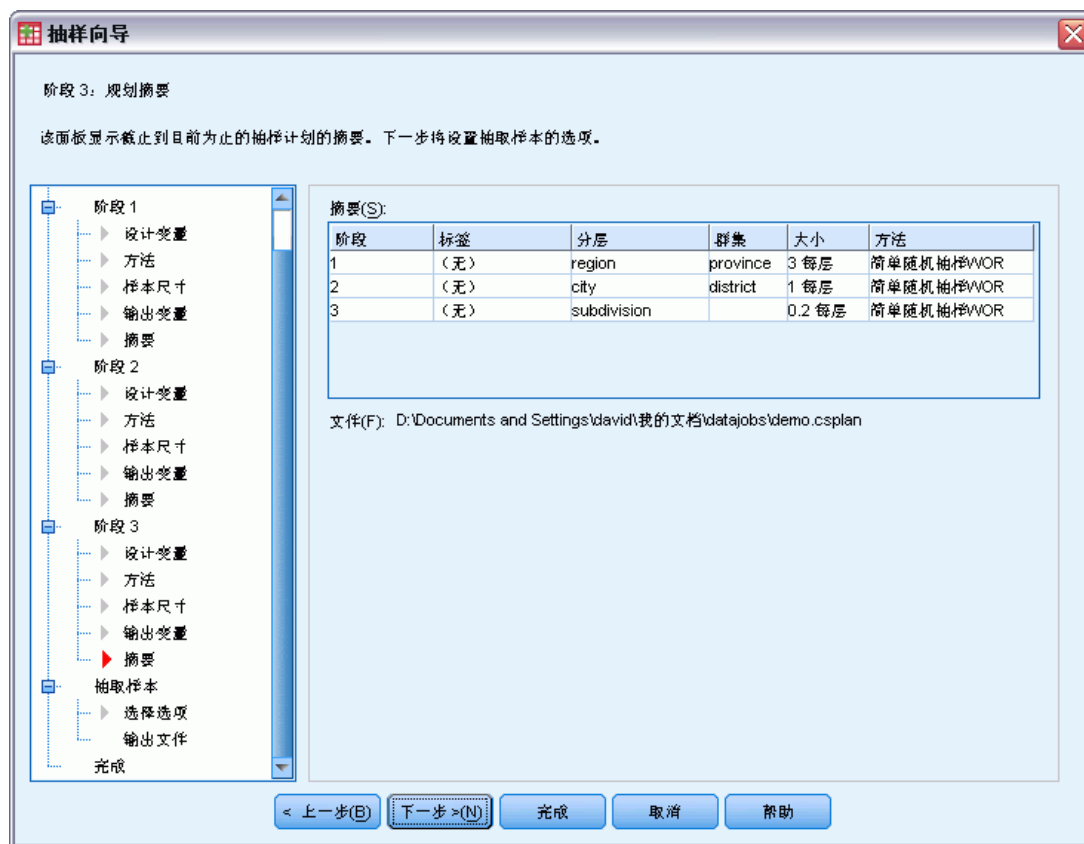 抽样向导
阶段 3：规划摘要
该面板显示截止到目前为止的抽样计划的摘要。下一步将设置抽取样本的选项。
阶段 1
设计变量
方法
样本尺寸
输出变量
摘要
阶段 2
设计变量
方法
样本尺寸
输出变量
摘要
阶段 3
设计变量
方法
样本尺寸
输出变量
摘要
抽取样本
选择选项
输出文件
完成
摘要(S):
阶段 标签 分层 群集 大小 方法
1 （无） region province 3 每层 简单随机抽样WOR
2 （无） city district 1 每层 简单随机抽样WOR
3 （无） subdivision 0.2 每层 简单随机抽样WOR
文件(F): D:\Documents and Settings\david\我的文档\datajobs\demo.csplan
< 上一步(B) 下一步 >(N) 完成 取消 帮助